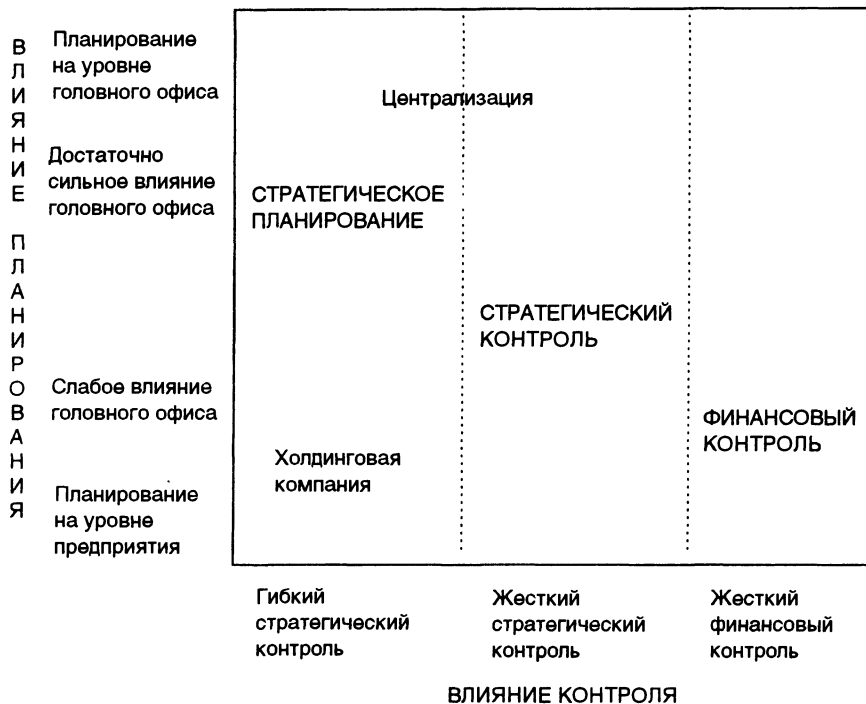 ВЛИЯНИЕ ПЛАНИРОВАНИЯ
Планирование
на уровне
головного офиса
Достаточно
сильное влияние
головного офиса
Слабое влияние
головного офиса
Планирование
на уровне
предприятия
Централизация
СТРАТЕГИЧЕСКОЕ
ПЛАНИРОВАНИЕ
СТРАТЕГИЧЕСКИЙ
КОНТРОЛЬ
ФИНАНСОВЫЙ
КОНТРОЛЬ
Холдинговая
компания
Гибкий
стратегический
контроль
Жесткий
стратегический
контроль
Жесткий
финансовый
контроль
ВЛИЯНИЕ КОНТРОЛЯ